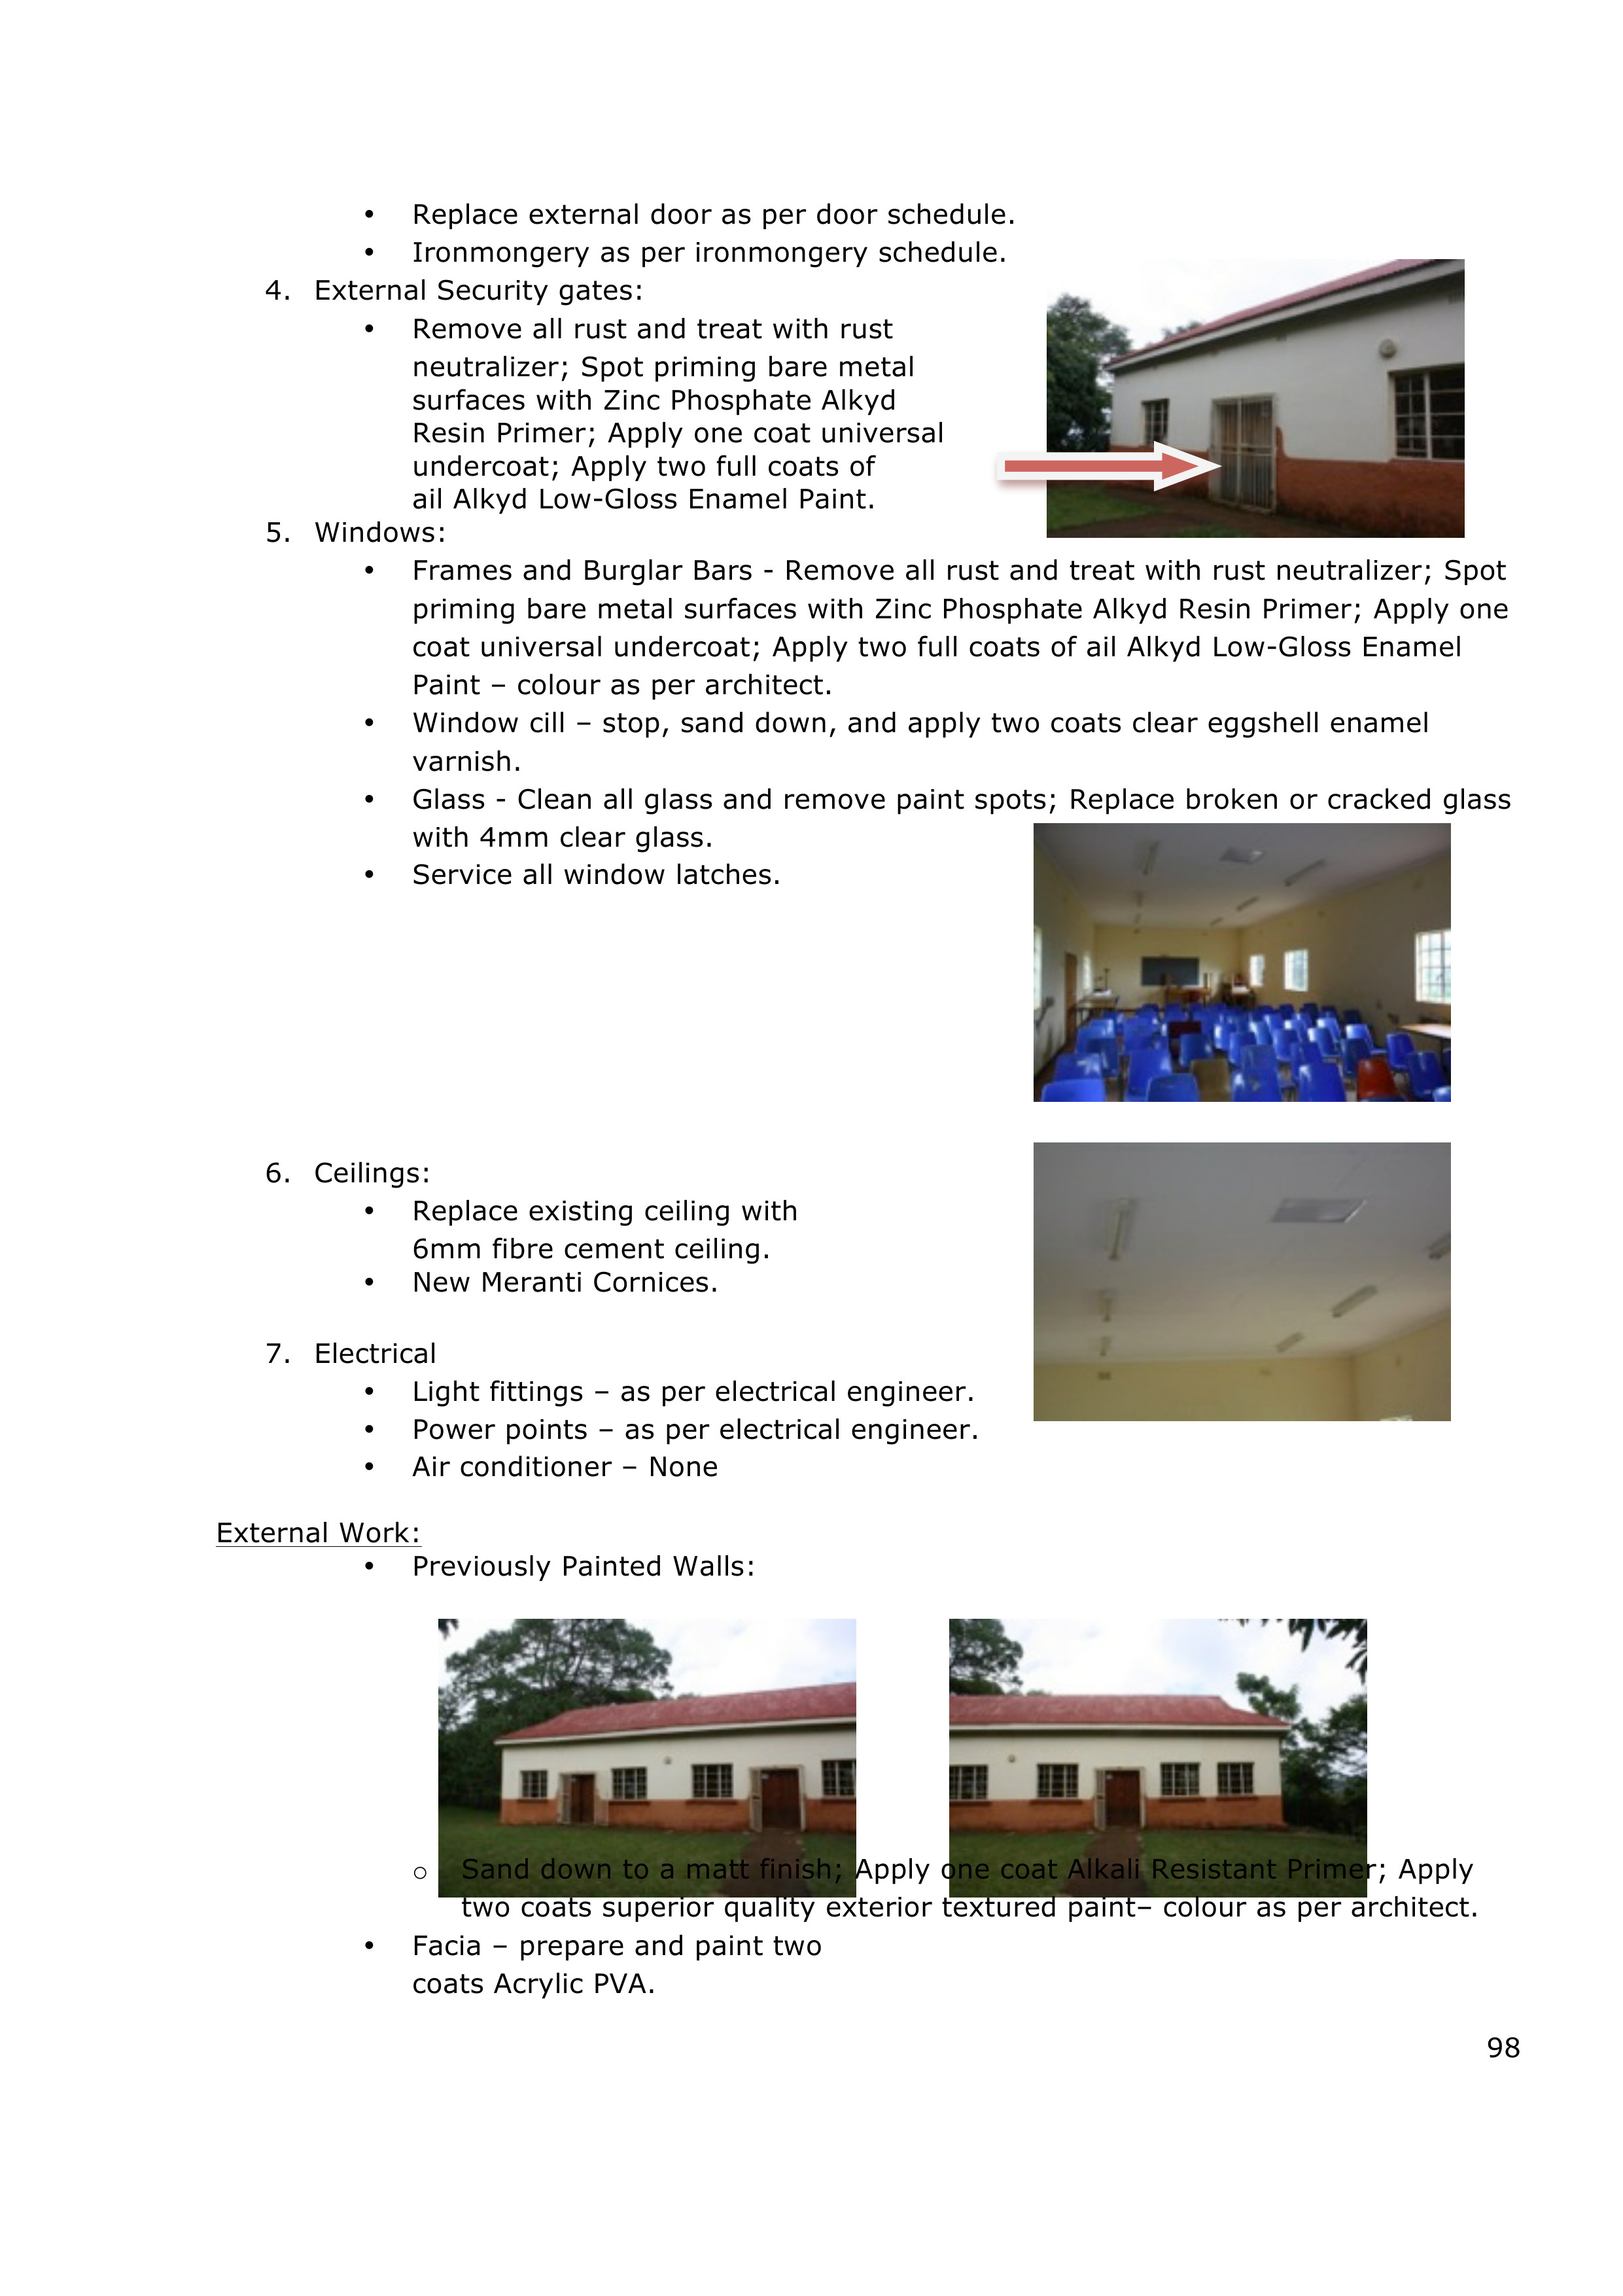 • Replace external door as per door schedule.
• Ironmongery as per ironmongery schedule.
4. External Security gates:
• Remove all rust and treat with rust
neutralizer; Spot priming bare metal
surfaces with Zinc Phosphate Alkyd
Resin Primer; Apply one coat universal
undercoat; Apply two full coats of
ail Alkyd Low-Gloss Enamel Paint.
5. Windows:
• Frames and Burglar Bars - Remove all rust and treat with rust neutralizer; Spot
priming bare metal surfaces with Zinc Phosphate Alkyd Resin Primer; Apply one
coat universal undercoat; Apply two full coats of ail Alkyd Low-Gloss Enamel
Paint – colour as per architect.
• Window cill – stop, sand down, and apply two coats clear eggshell enamel
varnish.
• Glass - Clean all glass and remove paint spots; Replace broken or cracked glass
with 4mm clear glass.
• Service all window latches.
6. Ceilings:
• Replace existing ceiling with
6mm fibre cement ceiling.
• New Meranti Cornices.
7. Electrical
• Light fittings – as per electrical engineer.
• Power points – as per electrical engineer.
• Air conditioner – None
External Work:
• Previously Painted Walls:
o Sand down to a matt finish; Apply one coat Alkali Resistant Primer; Apply
two coats superior quality exterior textured paint– colour as per architect.
• Facia – prepare and paint two
coats Acrylic PVA.
98